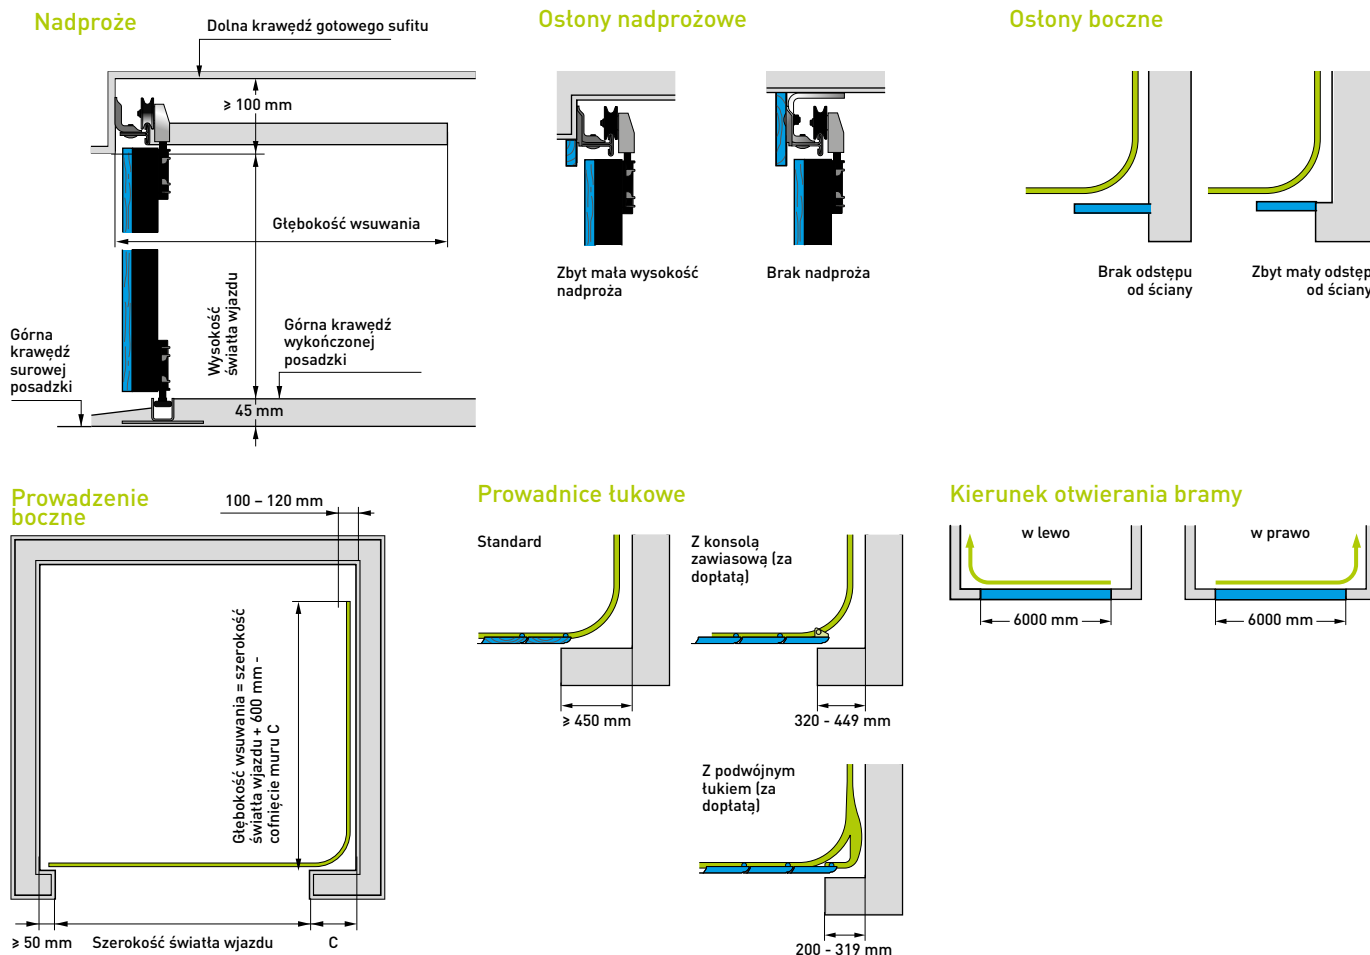 Nadproże
Dolna krawędź gotowego sufitu
≥ 100 mm
Głębokość wsuwania
Wysokość
światła wjazdu
Górna
krawędź
surowej
posadzki
Górna krawędź
wykończonej
posadzki
45 mm
Osłony nadprożowe
Zbyt mała wysokość
nadproża
Brak nadproża
Osłony boczne
Brak odstępu
od ściany
Zbyt mały odstęp
od ściany
Prowadzenie
boczne
100 – 120 mm
Głębokość wsuwania = szerokość
światła wjazdu + 600 mm -
cofnięcie muru C
≥ 50 mm
Szerokość światła wjazdu
C
Prowadnice łukowe
Standard
≥ 450 mm
Z konsolą
zawiasową (za
dopłatą)
320 - 449 mm
Z podwójnym
łukiem (za
dopłatą)
200 - 319 mm
Kierunek otwierania bramy
w lewo
6000 mm
w prawo
6000 mm